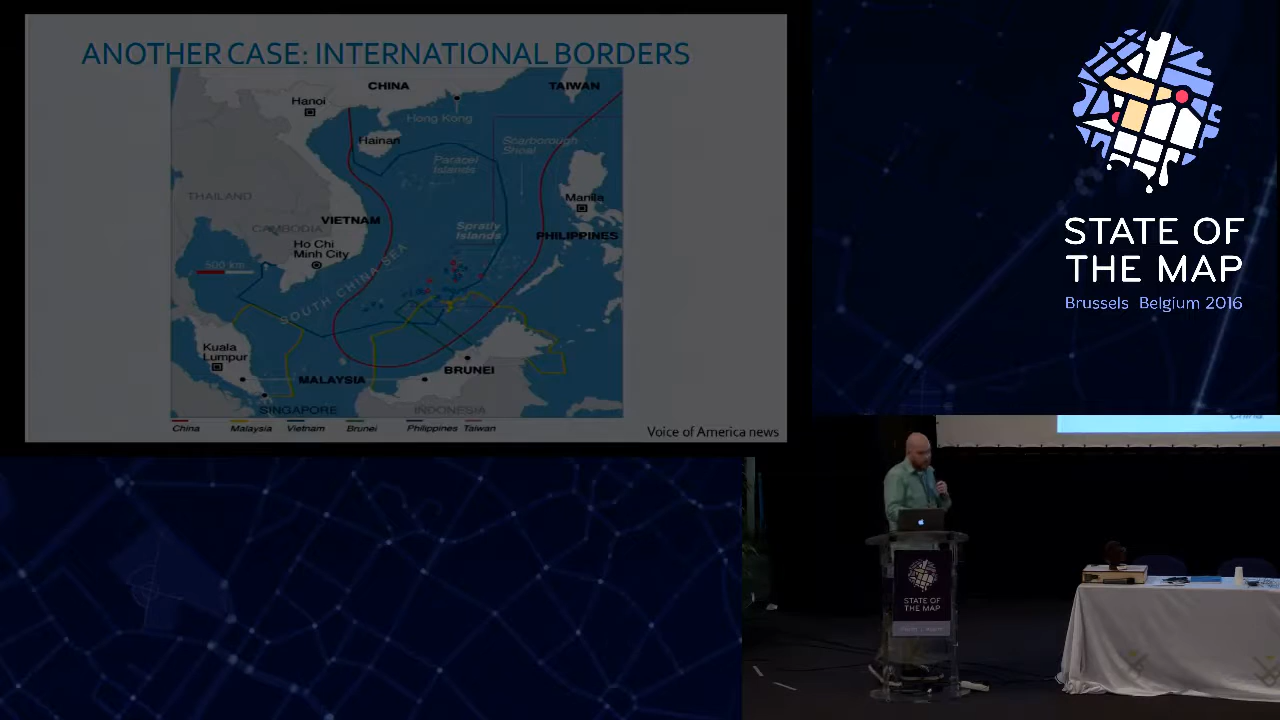 ANOTHER CASE: INTERNATIONAL BORDERS
CHINA
TAIWAN
Hanoi
Hong Kong
Hainan
Scarborough
Shoal
Paracel
Islands
THAILAND
Manila
VIETNAM
CAMBODIA
Spratly
Islands
PHILIPPINES
Ho Chi
Minh City
500 km
SOUTH CHINA SEA
Kuala
Lumpur
BRUNEI
MALAYSIA
SINGAPORE
INDONESIA
China Malaysia Vietnam Brunei Philippines Taiwan
Voice of America news
STATE OF
THE MAP
Brussels Belgium 2016
China
STATE OF
THE MAP